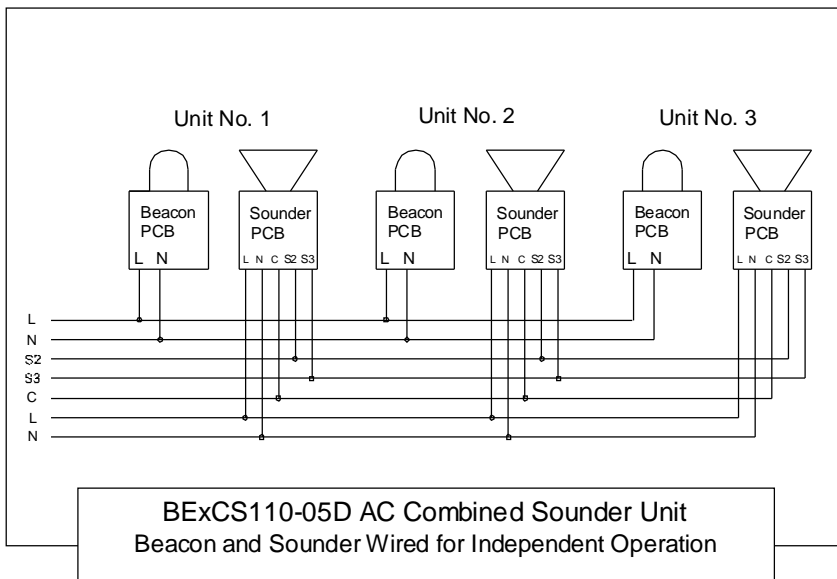 Unit No. 1
Unit No. 2
Unit No. 3
Beacon
PCB
L N
Sounder
PCB
L N C S2 S3
Beacon
PCB
L N
Sounder
PCB
L N C S2 S3
Beacon
PCB
L N
Sounder
PCB
L N C S2 S3
L
N
S2
S3
C
L
N
BExCS110-05D AC Combined Sounder Unit
Beacon and Sounder Wired for Independent Operation